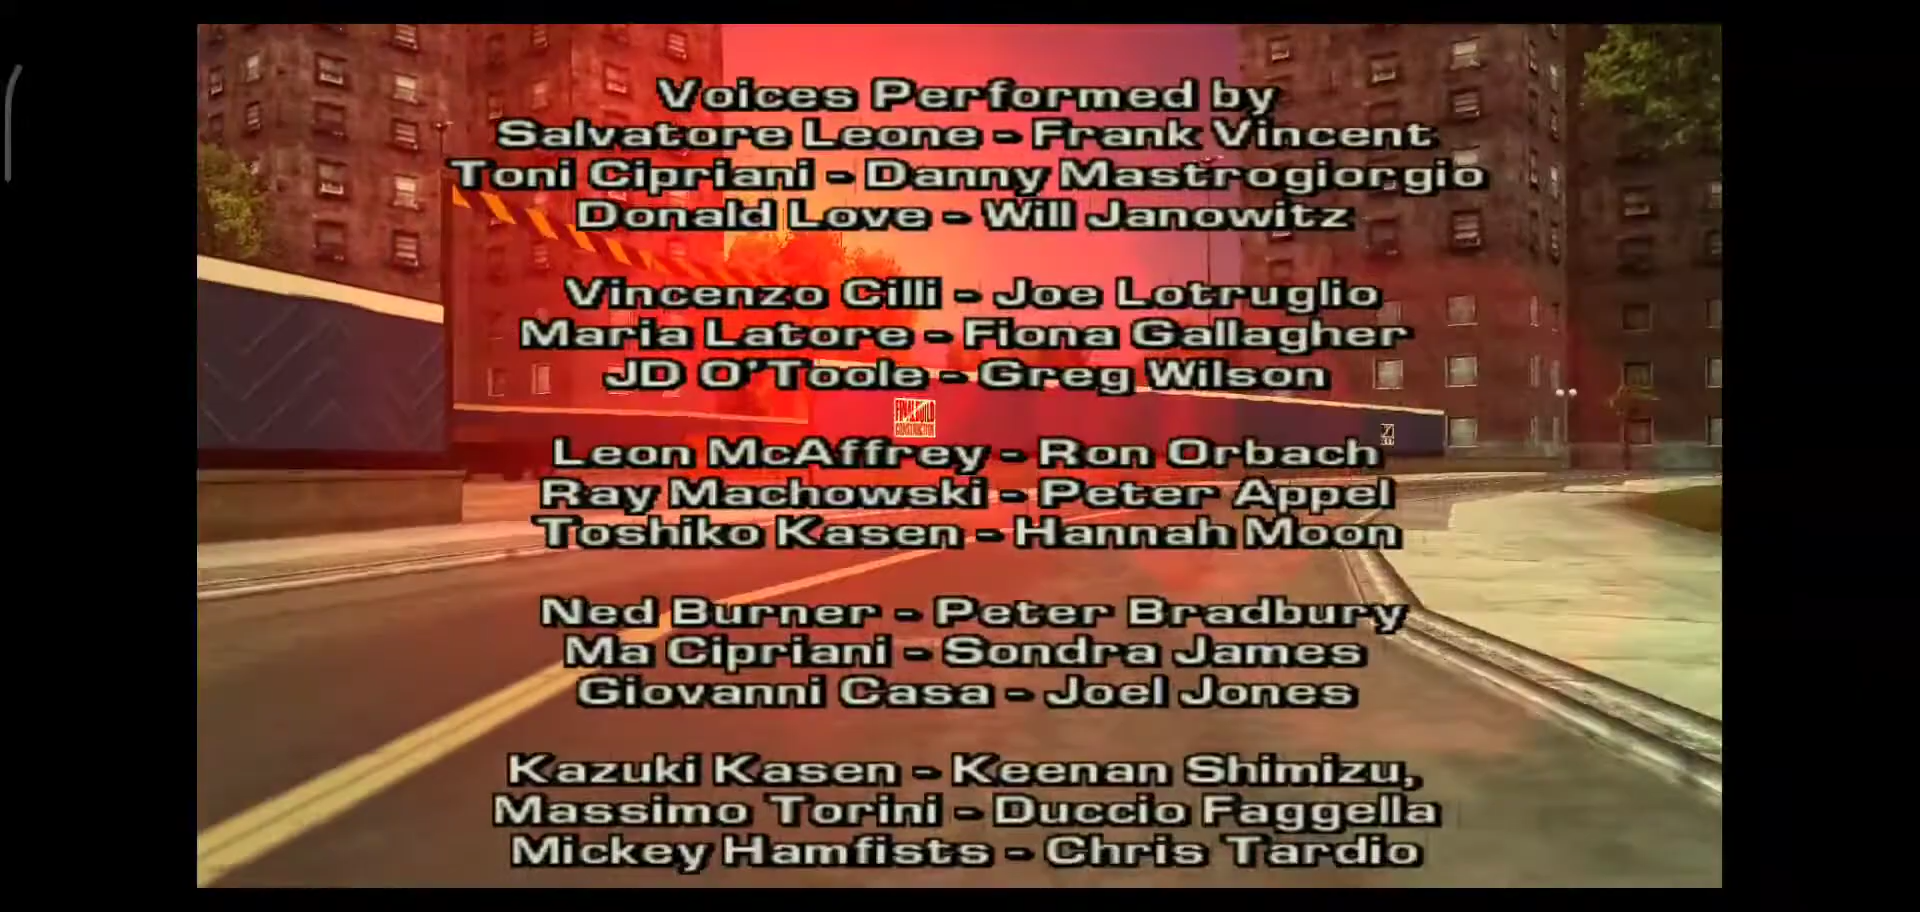 Voices Performed by
Salvatore Leone - Frank Vincent
Toni Cipriani - Danny Mastrogiorgio
Donald Love - Will Janowitz
Vincenzo Cilli - Joe Lotruglio
Maria Latore - Fiona Gallagher
JD O'Toole - Greg Wilson
FINAL BUILD
CONSTRUCTION
Leon McAffrey - Ron Orbach
Ray Machowski - Peter Appel
Toshiko Kasen - Hannah Moon
Ned Burner - Peter Bradbury
Ma Cipriani - Sondra James
Giovanni Casa - Joel Jones
Kazuki Kasen - Keenan Shimizu,
Massimo Torini - Duccio Faggella
Mickey Hamfists - Chris Tardio